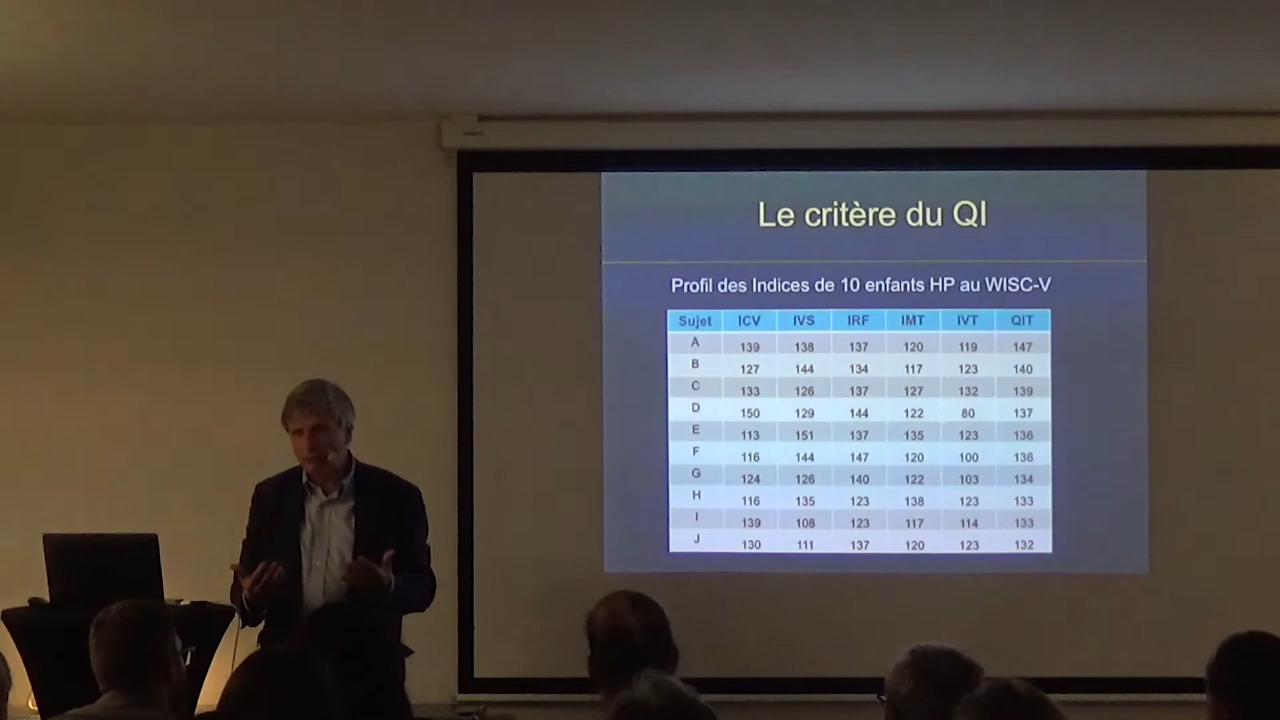 Le critère du QI
Profil des Indices de 10 enfants HP au WISC-V
Sujet ICV IVS IRF IMT IVT QIT
A 139 138 137 120 119 147
B 127 144 134 117 123 140
C 133 126 137 127 132 139
D 150 129 144 122 80 137
E 113 151 137 135 123 136
F 116 144 147 120 100 136
G 124 126 140 122 103 134
H 116 135 123 138 123 133
I 139 108 123 117 114 133
J 130 111 137 120 123 132